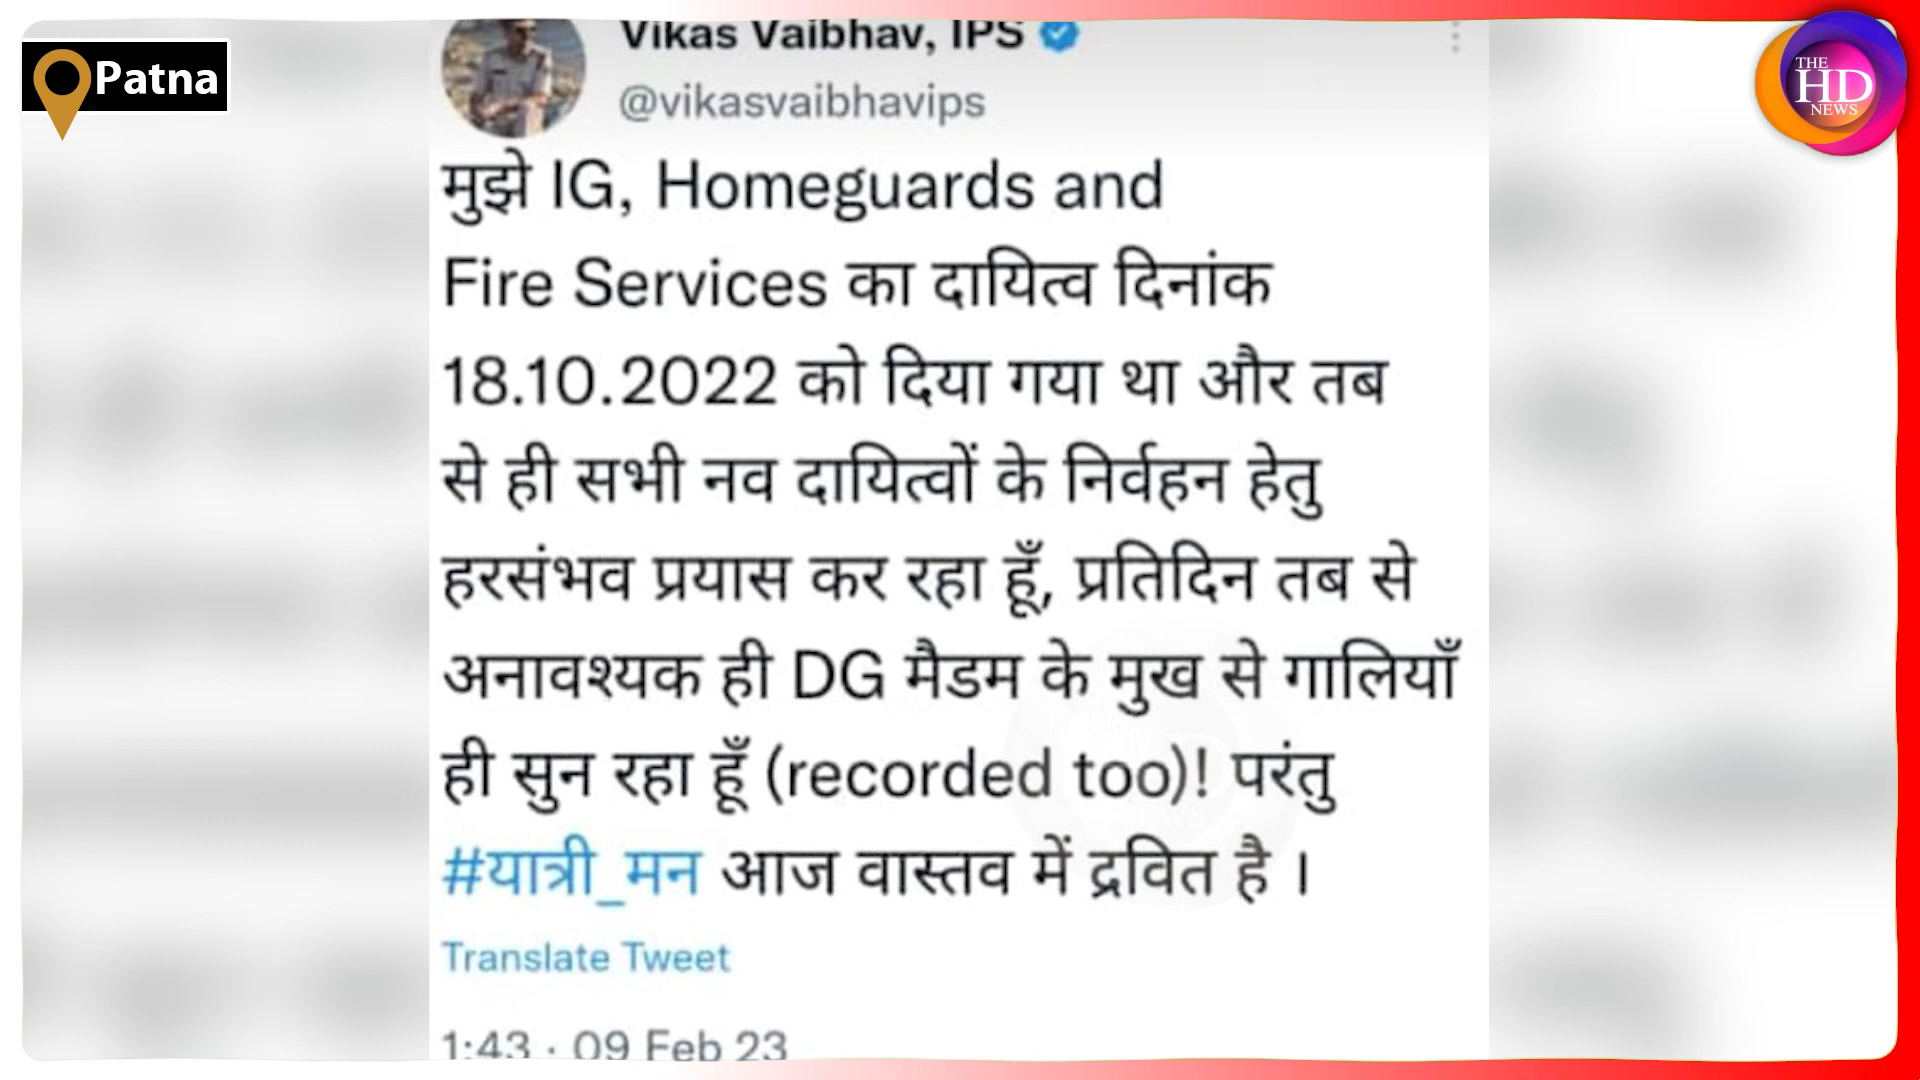 Patna
THE
HD
NEWS
Vikas Vaibhav, IPS
@vikasvaibhavips
मुझे IG, Homeguards and
Fire Services का दायित्व दिनांक
18.10.2022 को दिया गया था और तब
से ही सभी नव दायित्वों के निर्वहन हेतु
हरसंभव प्रयास कर रहा हूँ, प्रतिदिन तब से
अनावश्यक ही DG मैडम के मुख से गालियाँ
ही सुन रहा हूँ (recorded too)! परंतु
#यात्री_मन आज वास्तव में द्रवित है ।
Translate Tweet
1:43 · 09 Feb 23